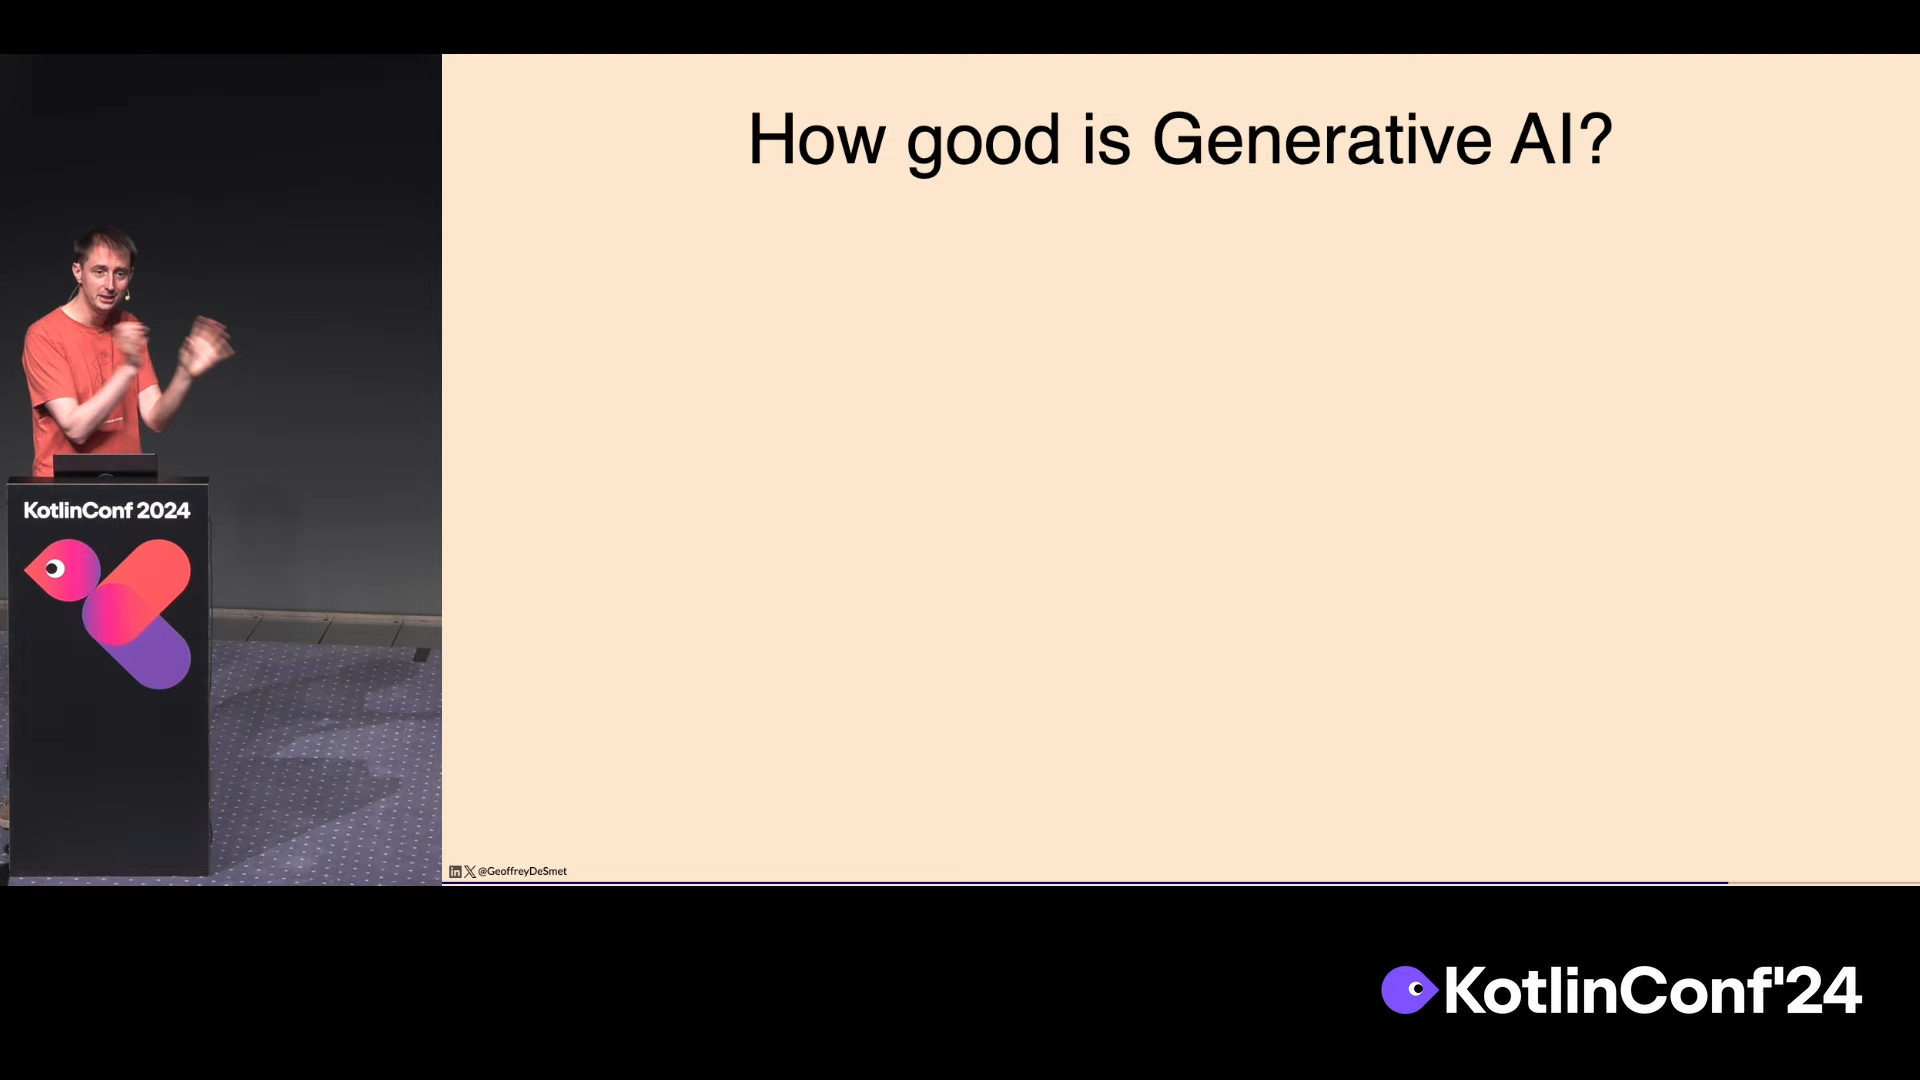 How good is Generative AI?
KotlinConf 2024
@GeoffreyDeSmet
KotlinConf'24